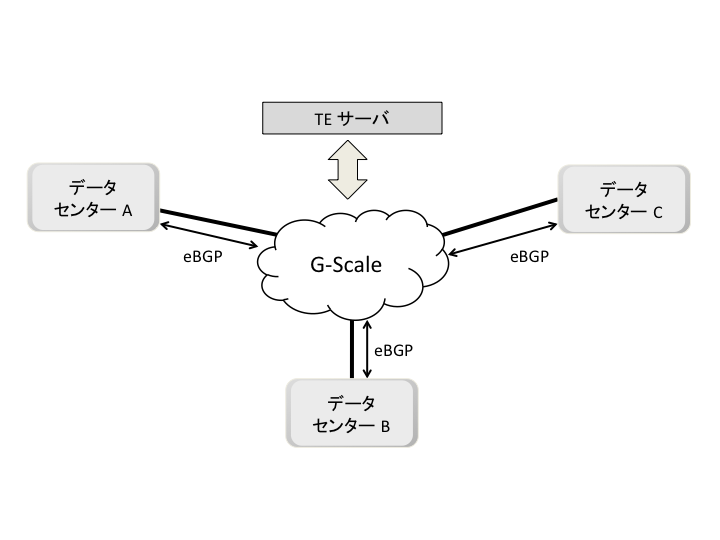 TE サーバ
データ
センター A
データ
センター C
eBGP
G-Scale
eBGP
eBGP
データ
センター B